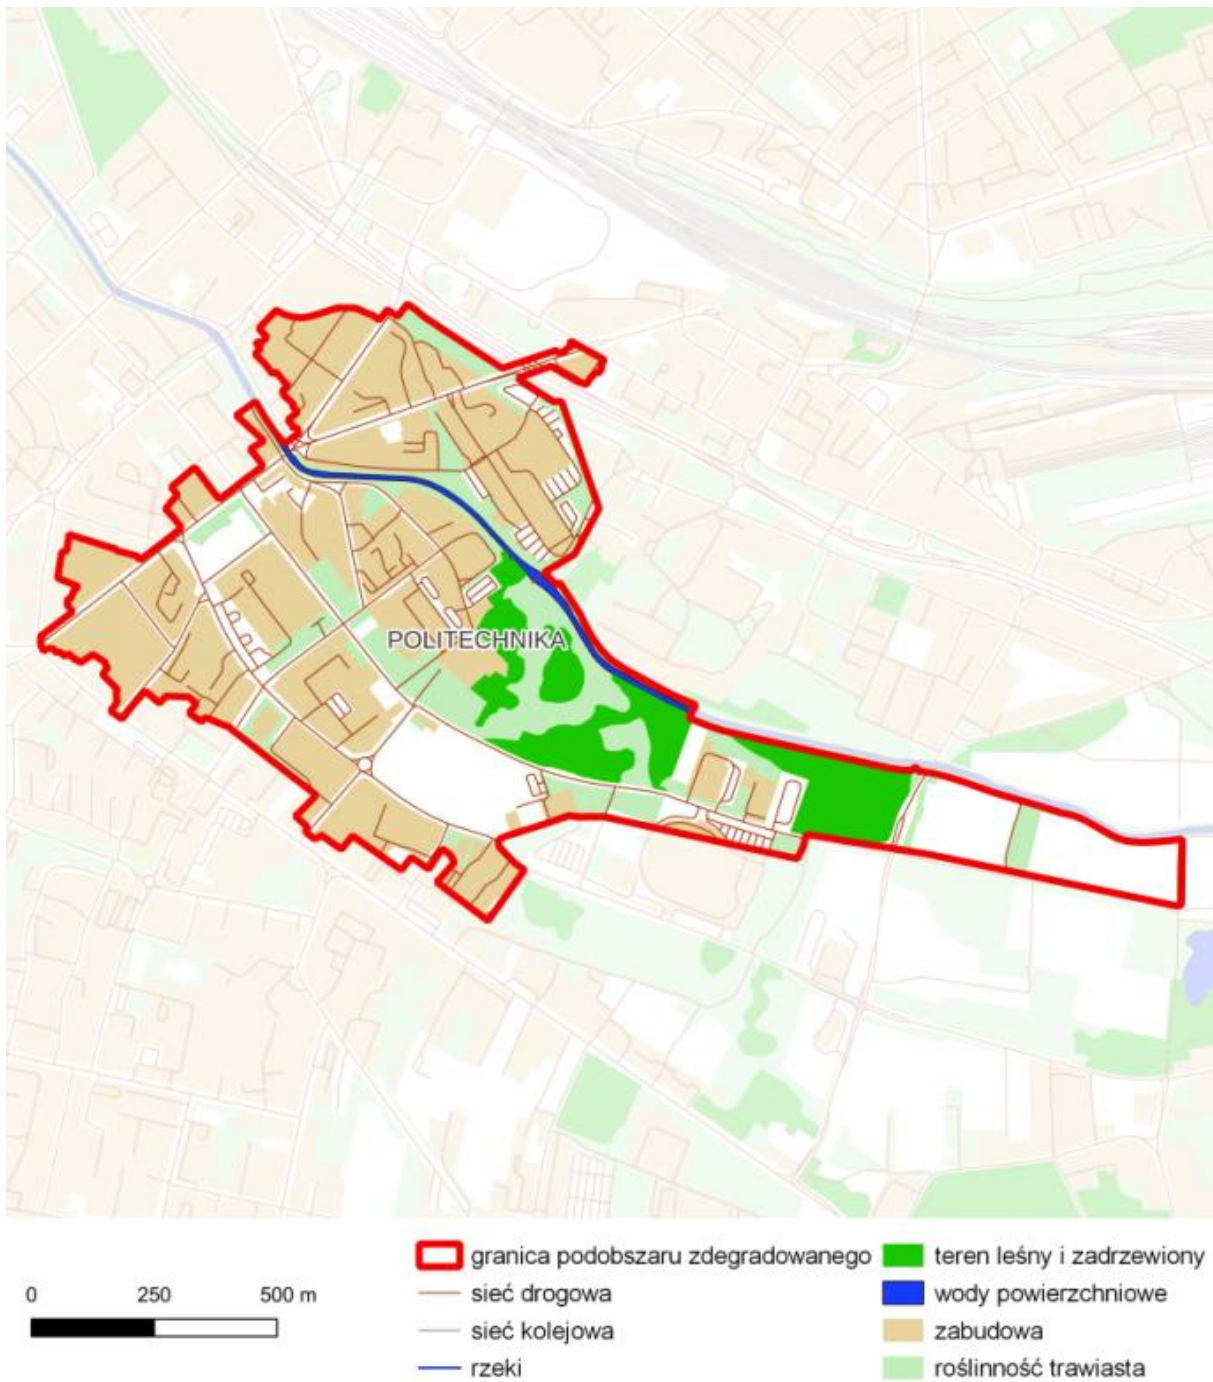 POLITECHNIKA
0 250 500 m
granica podobszaru zdegradowanego
sieć drogowa
sieć kolejowa
rzeki
teren leśny i zadrzewiony
wody powierzchniowe
zabudowa
roślinność trawiasta